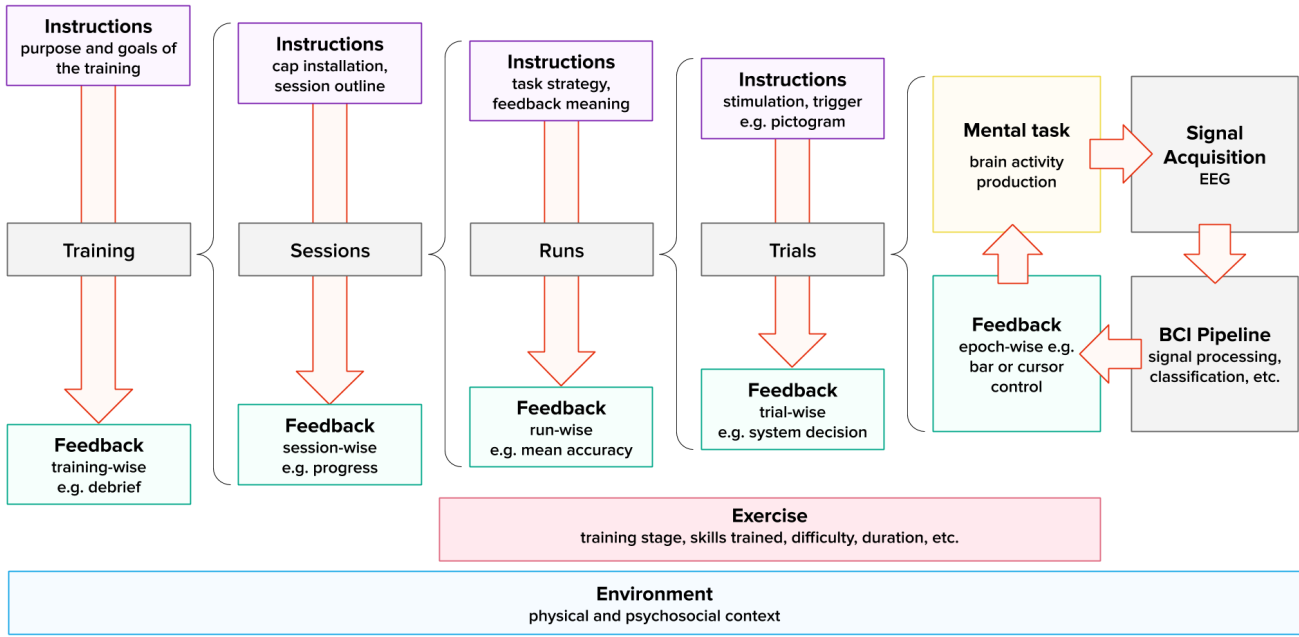 Instructions
purpose and goals of
the training
Training
Feedback
training-wise
e.g. debrief
Instructions
cap installation,
session outline
Sessions
Feedback
session-wise
e.g. progress
Instructions
task strategy,
feedback meaning
Runs
Feedback
run-wise
e.g. mean accuracy
Instructions
stimulation, trigger
e.g. pictogram
Trials
Feedback
trial-wise
e.g. system decision
Mental task
brain activity
production
Signal
Acquisition
EEG
Feedback
epoch-wise e.g.
bar or cursor
control
BCI Pipeline
signal processing,
classification, etc.
Exercise
training stage, skills trained, difficulty, duration, etc.
Environment
physical and psychosocial context